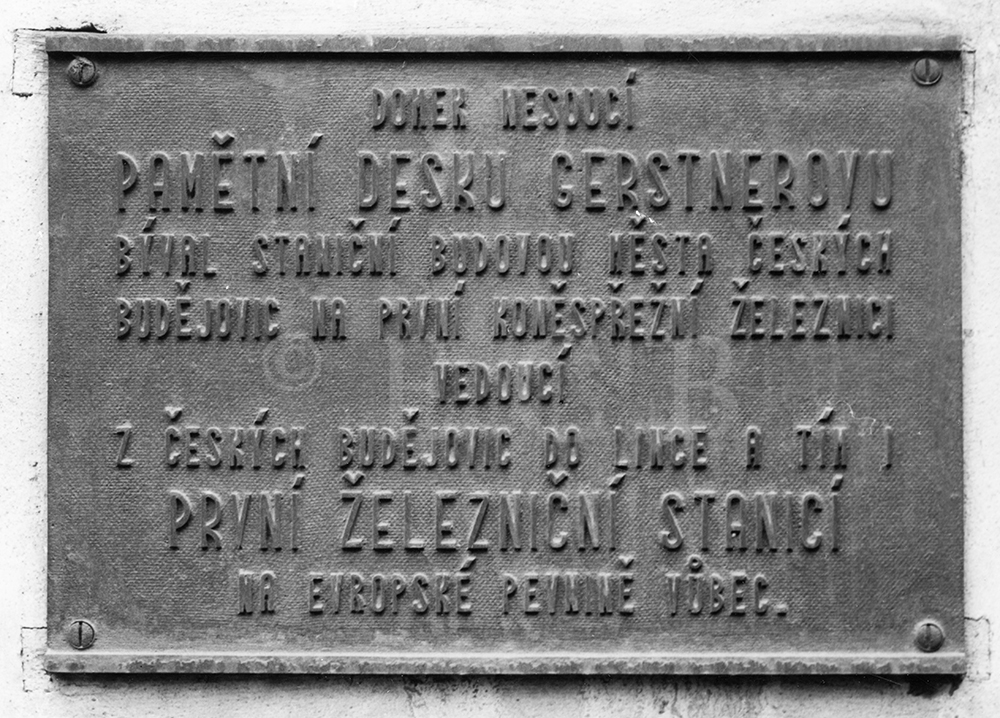 DOMEK NESOUCÍ
PAMĚTNÍ DESKU GERSTNEROVU
BÝVAL STANIČNÍ BUDOVOU MĚSTA ČESKÝCH
BUDĚJOVIC NA PRVNÍ KONĚSPŘEŽNÍ ŽELEZNICI
VEDOUCÍ
Z ČESKÝCH BUDĚJOVIC DO LINCE A TÍM I
PRVNÍ ŽELEZNIČNÍ STANICÍ
NA EVROPSKÉ PEVNINĚ VŮBEC.